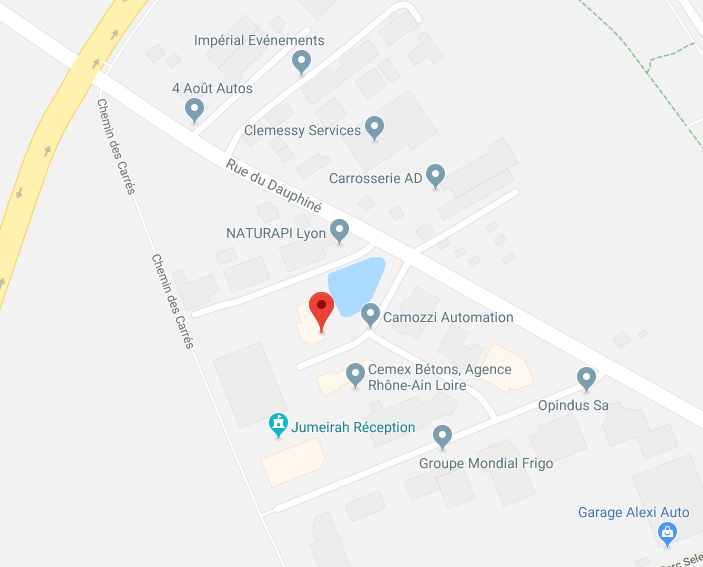 Impérial Evénements
4 Août Autos
Chemin des Carrés
Clemessy Services
Rue du Dauphiné
Carrosserie AD
NATURAPI Lyon
Chemin des Carrés
Camozzi Automation
Cemex Bétons, Agence
Rhône-Ain Loire
Opindus Sa
Jumeirah Réception
Groupe Mondial Frigo
Garage Alexi Auto